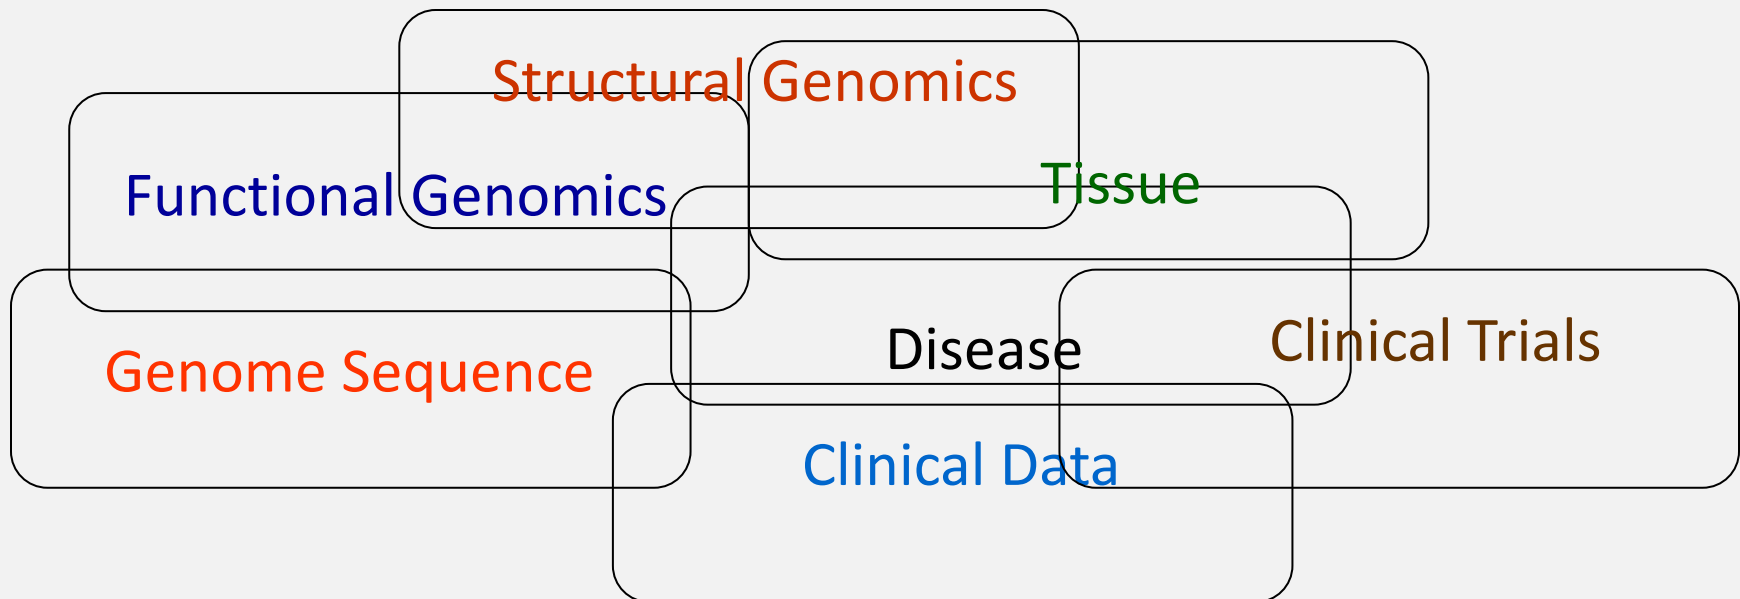 Structural Genomics
Tissue
Functional Genomics
Disease
Clinical Trials
Genome Sequence
Clinical Data